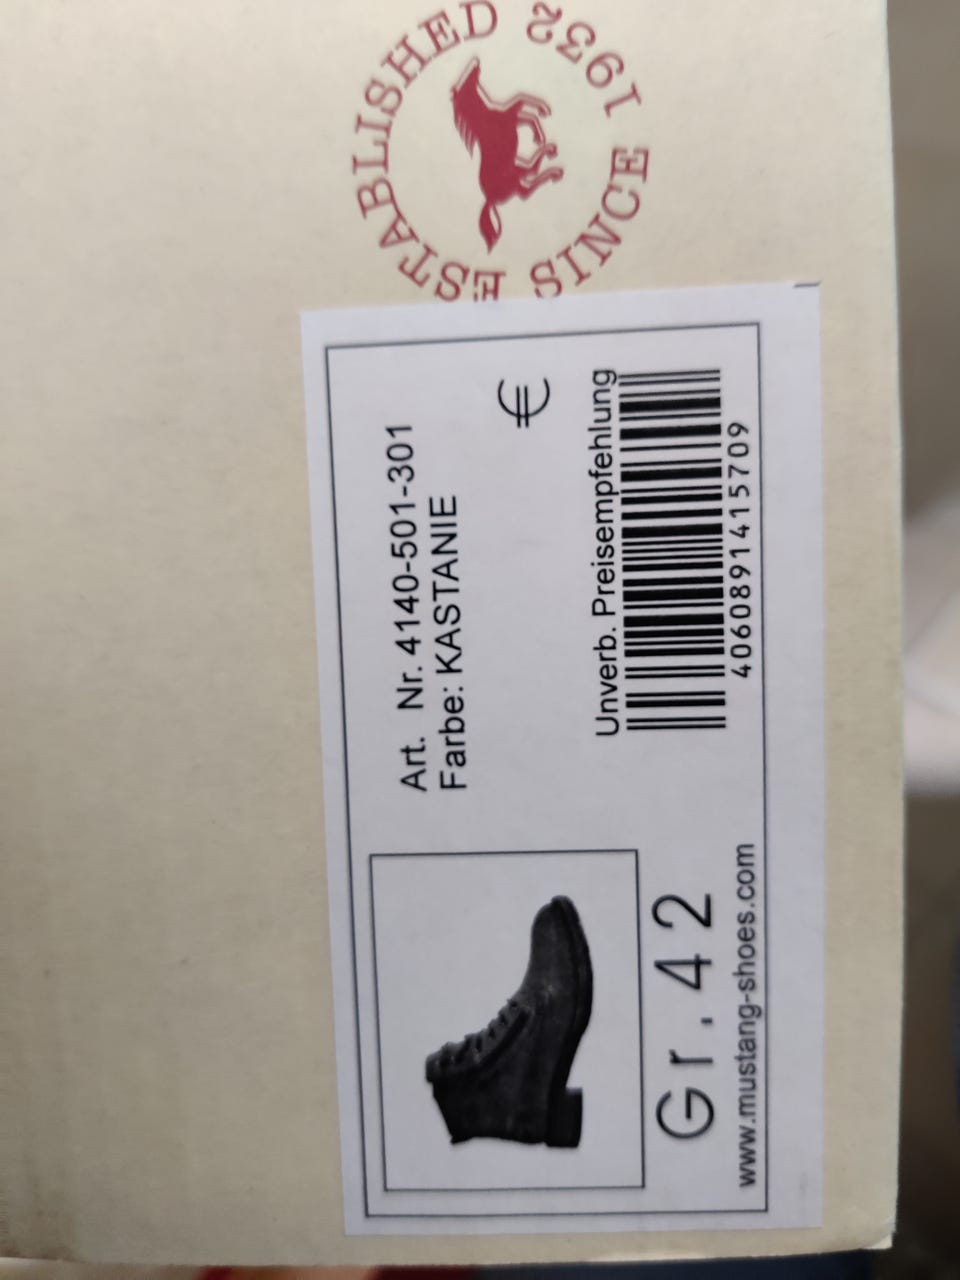 ESTABLISHED
SINCE 1932
Art. Nr. 4140-501-301
Farbe: KASTANIE
€
Unverb. Preisempfehlung
4060891415709
Gr.42
www.mustang-shoes.com